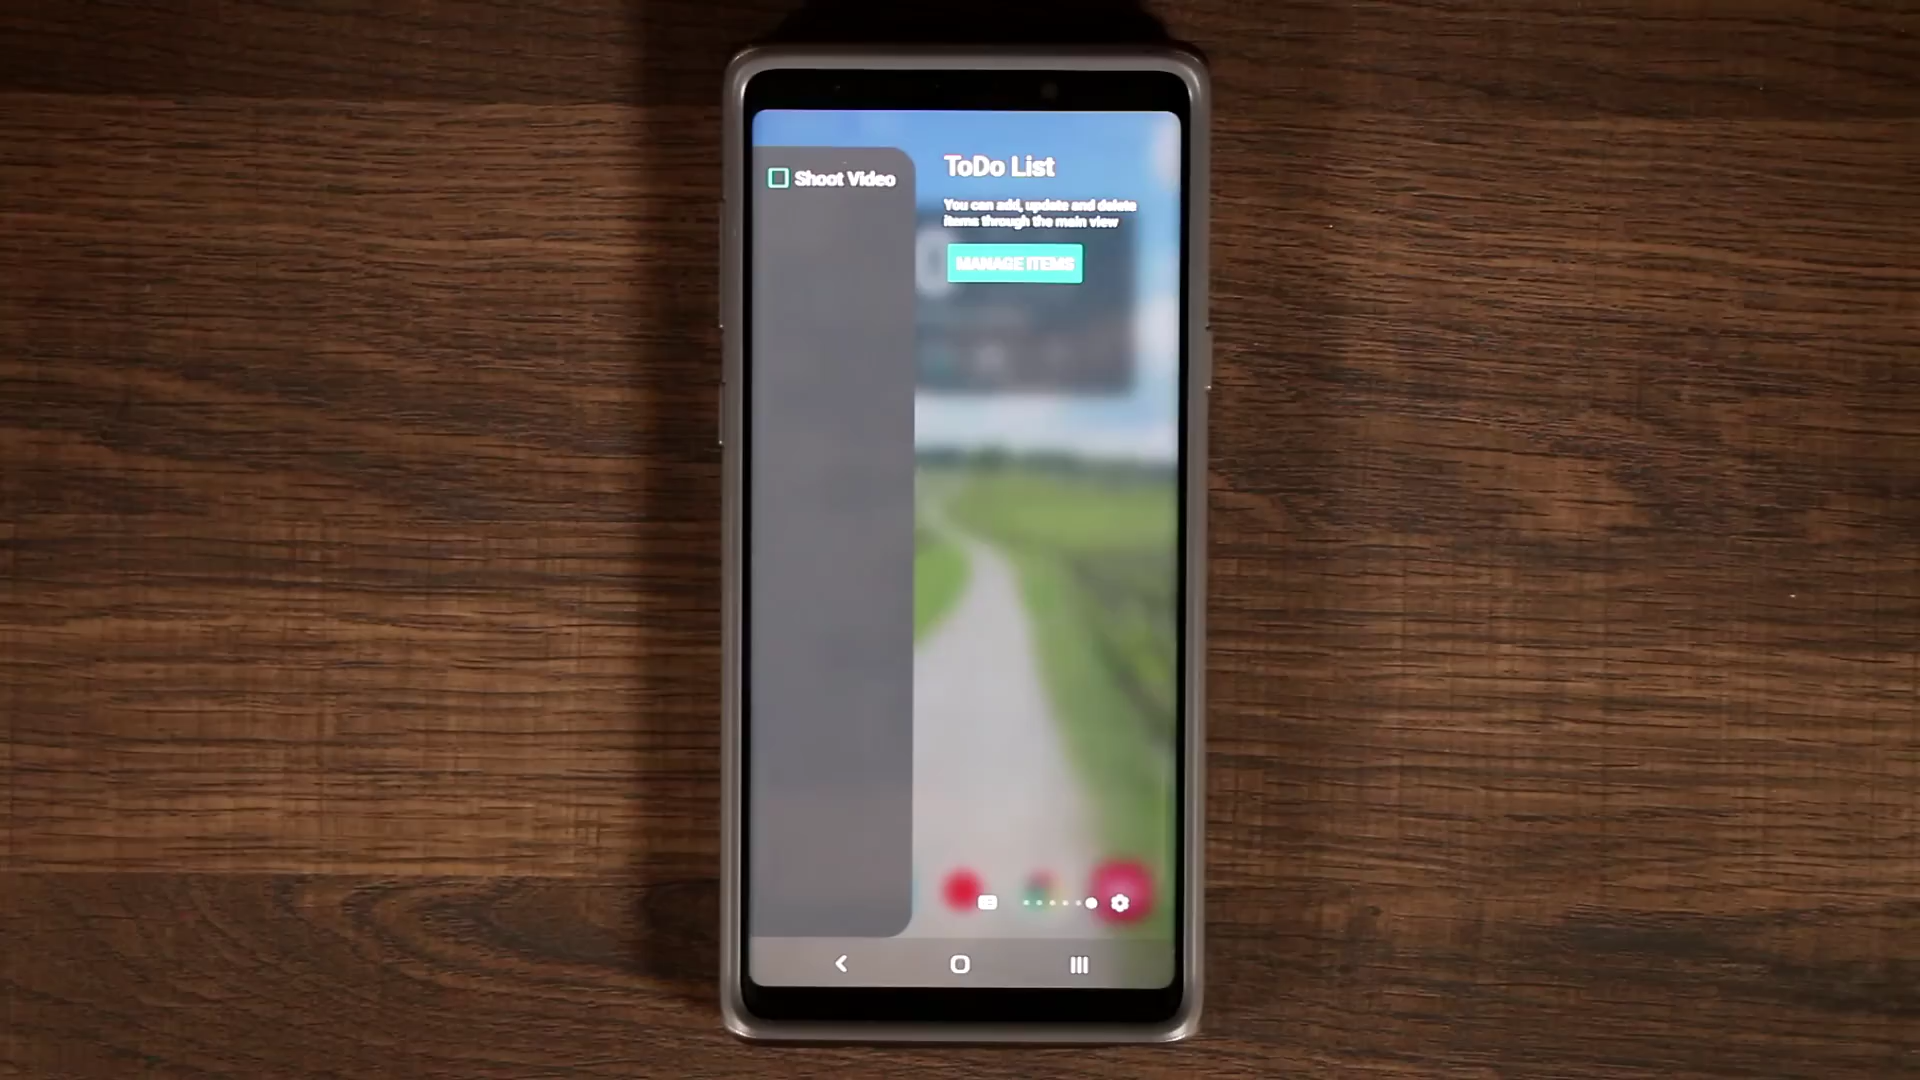 Shoot Video
ToDo List
You can add, update and delete
items through the main view
MANAGE ITEMS